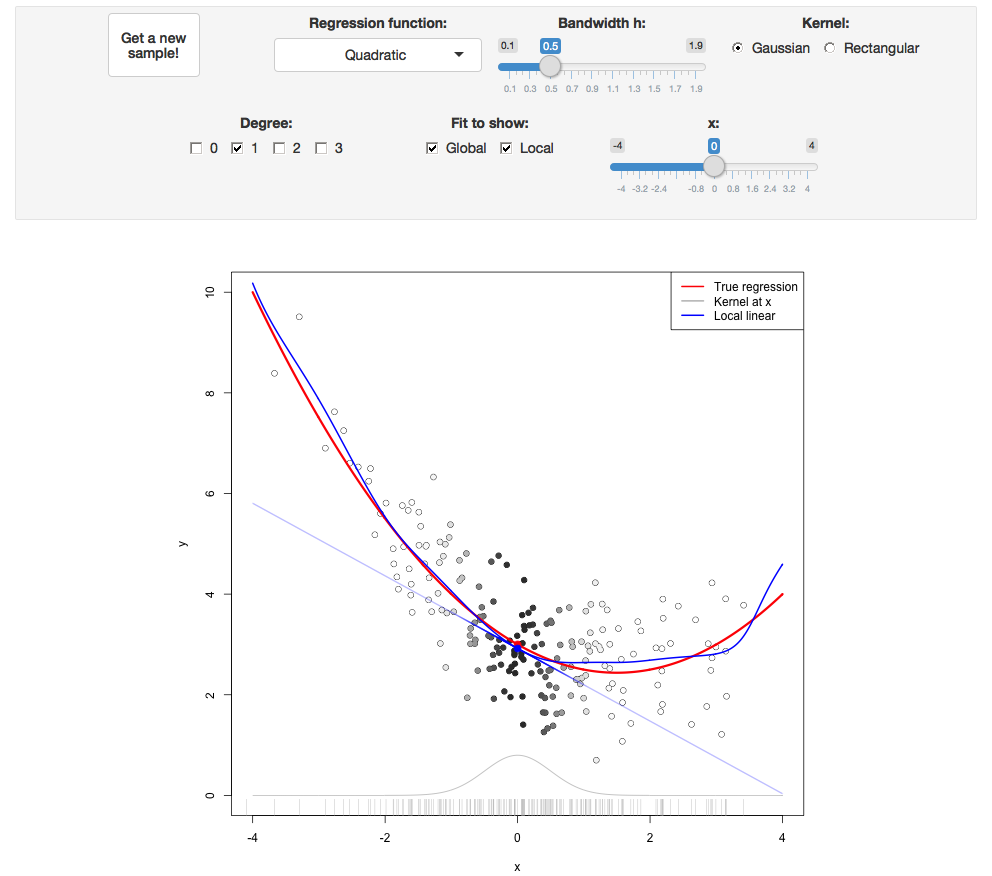 Regression function:
Bandwidth h:
Kernel:
Get a new
sample!
Quadratic
0.1 0.5 1.9
Gaussian Rectangular
0.1 0.3 0.5 0.7 0.9 1.1 1.3 1.5 1.7 1.9
Degree:
Fit to show:
x:
0 1 2 3
Global Local
-4 0 4
-4 -3.2 -2.4 -0.8 0 0.8 1.6 2.4 3.2 4
True regression
Kernel at x
Local linear
10
8
6
4
2
0
y
-4 -2 0 2 4
x